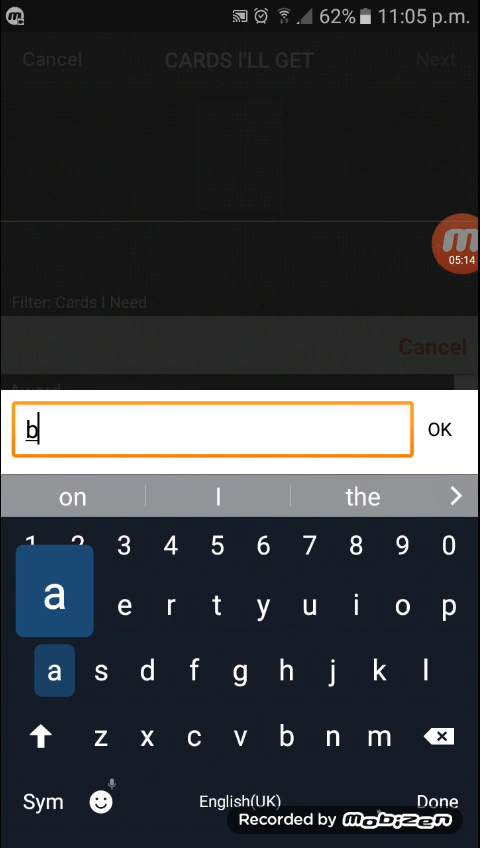 62% 11:05 p.m.
Cancel CARDS I'LL GET Next
05:14
Filter: Cards I Need
Cancel
Award
b OK
on I the
1 2 3 4 5 6 7 8 9 0
a e r t y u i o p
a s d f g h j k l
z x c v b n m
Sym English(UK) Done
Recorded by mobizen